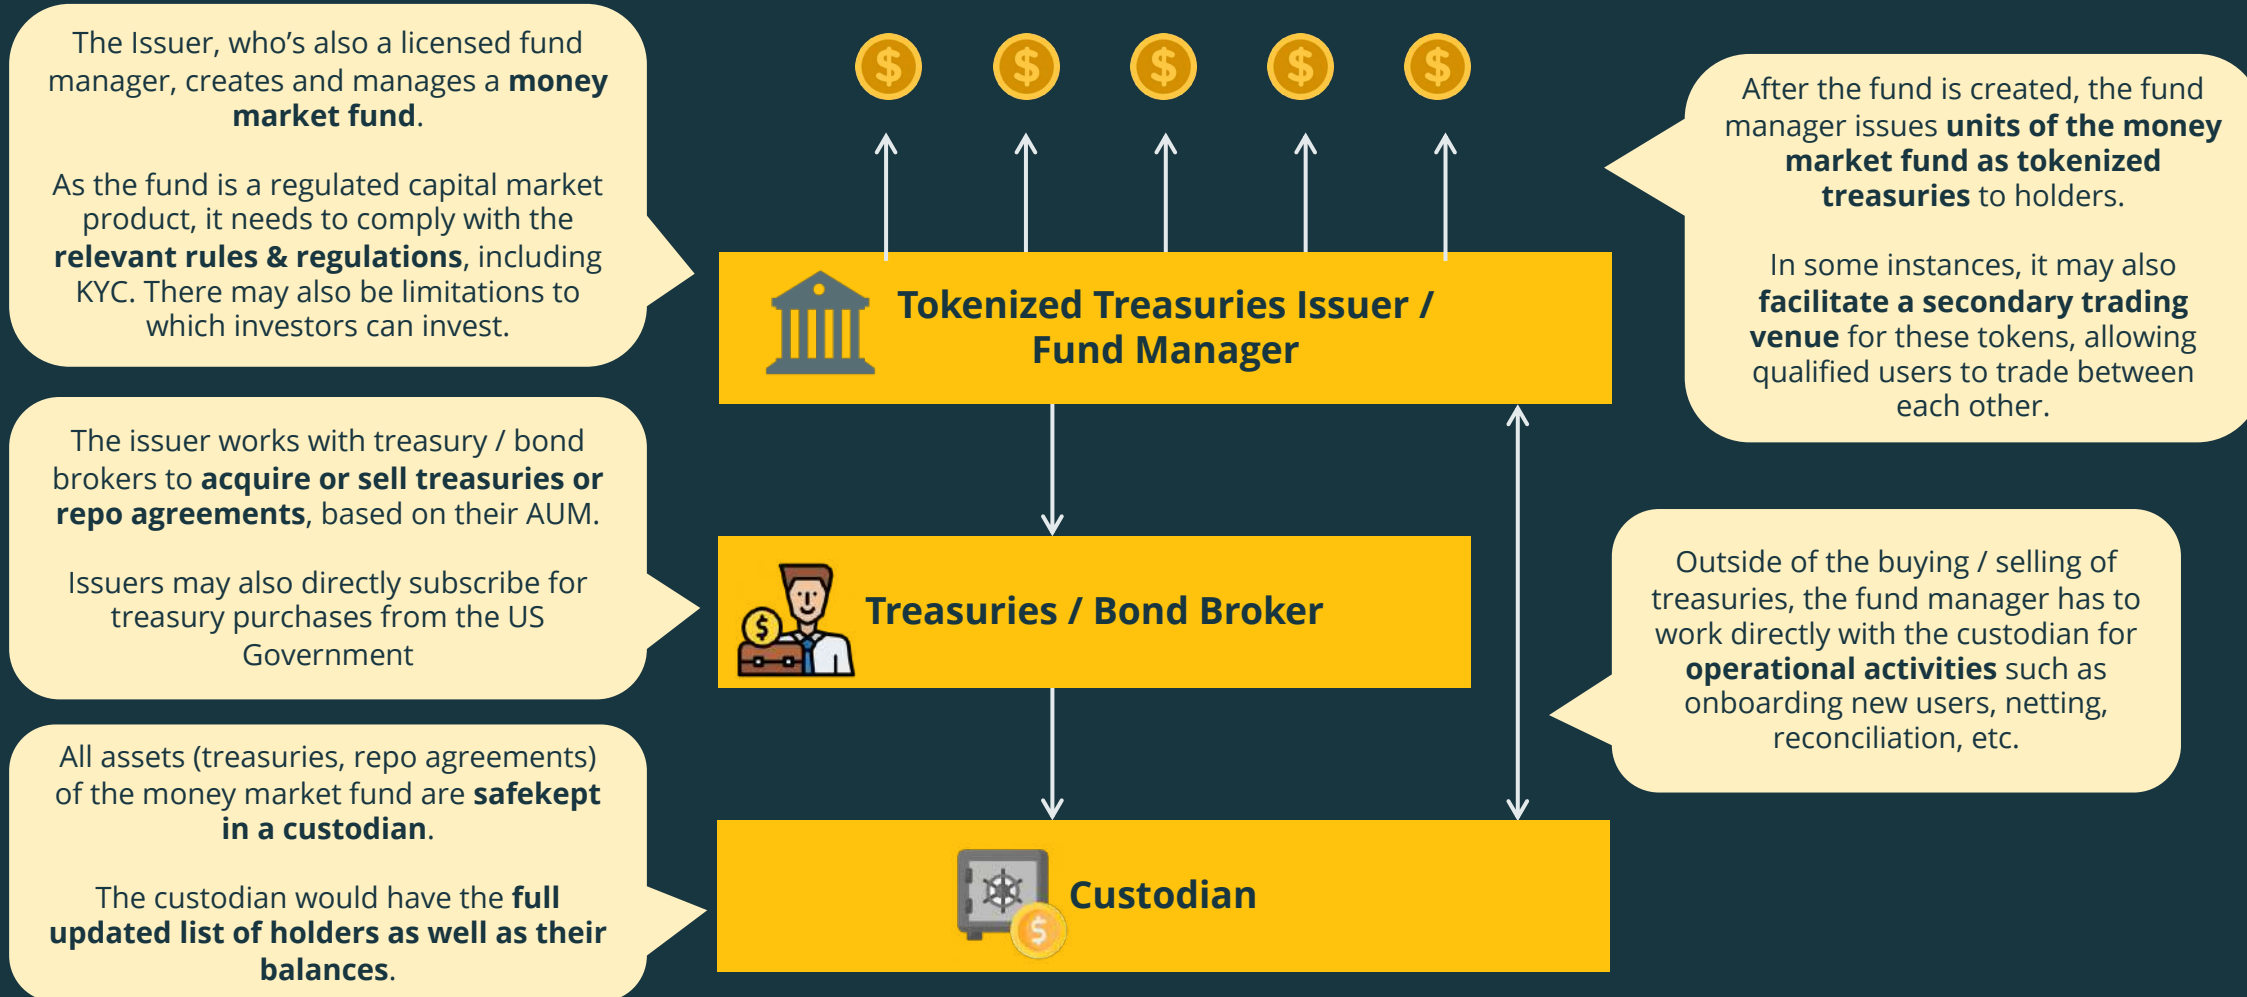 The Issuer, who’s also a licensed fund
manager, creates and manages a money
market fund.
As the fund is a regulated capital market
product, it needs to comply with the
relevant rules & regulations, including
KYC. There may also be limitations to
which investors can invest.
The issuer works with treasury / bond
brokers to acquire or sell treasuries or
repo agreements, based on their AUM.
Issuers may also directly subscribe for
treasury purchases from the US
Government
All assets (treasuries, repo agreements)
of the money market fund are safekept
in a custodian.
The custodian would have the full
updated list of holders as well as their
balances.
$ $ $ $ $
Tokenized Treasuries Issuer /
Fund Manager
$
Treasuries / Bond Broker
$
Custodian
After the fund is created, the fund
manager issues units of the money
market fund as tokenized
treasuries to holders.
In some instances, it may also
facilitate a secondary trading
venue for these tokens, allowing
qualified users to trade between
each other.
Outside of the buying / selling of
treasuries, the fund manager has to
work directly with the custodian for
operational activities such as
onboarding new users, netting,
reconciliation, etc.